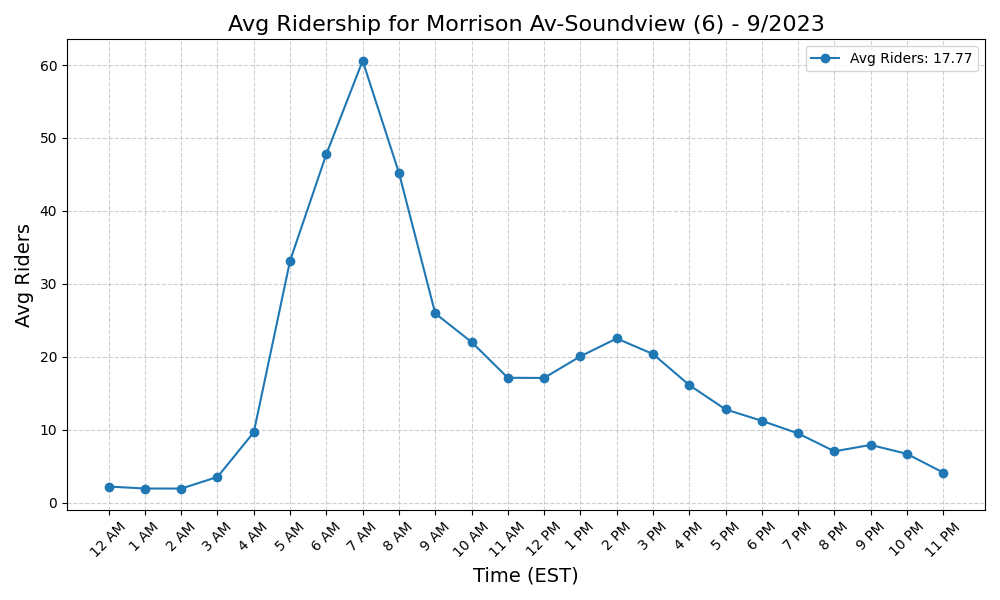 Avg Ridership for Morrison Av-Soundview (6) - 9/2023
Avg Riders: 17.77
Avg Riders
60
50
40
30
20
10
0
12 AM
1 AM
2 AM
3 AM
4 AM
5 AM
6 AM
7 AM
8 AM
9 AM
10 AM
11 AM
12 PM
1 PM
2 PM
3 PM
4 PM
5 PM
6 PM
7 PM
8 PM
9 PM
10 PM
11 PM
Time (EST)